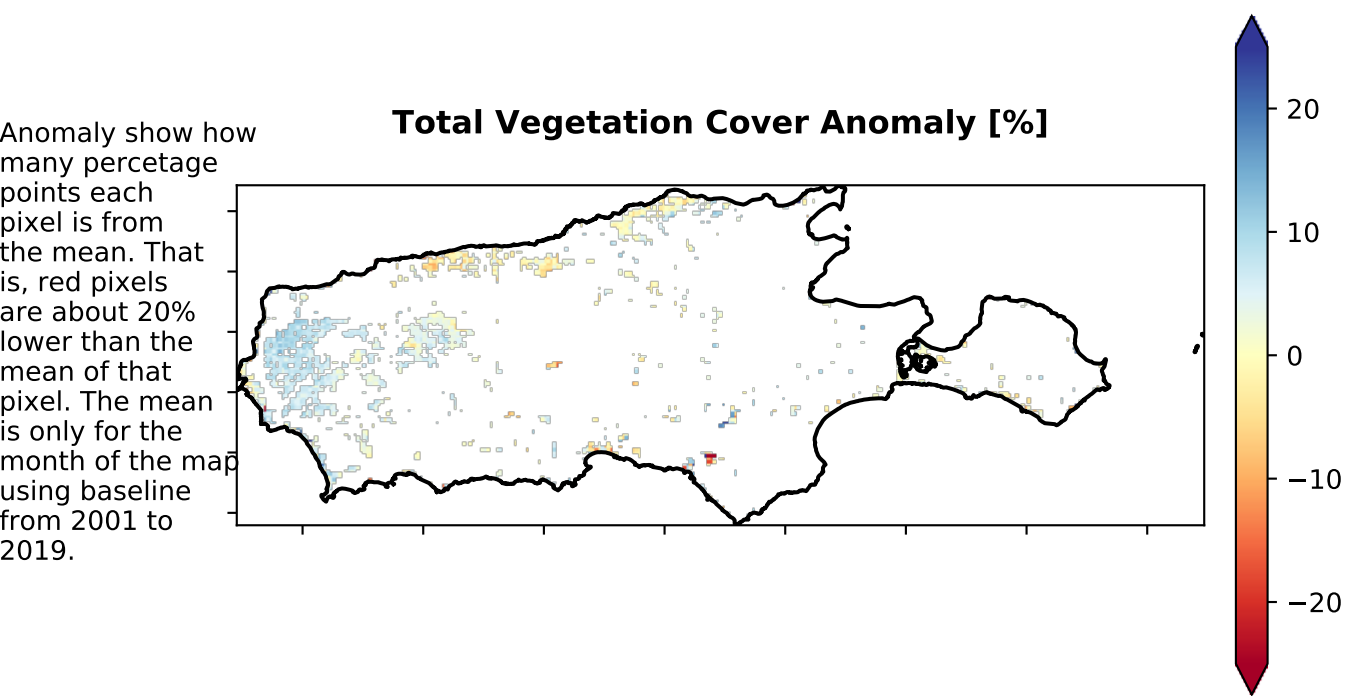 Total Vegetation Cover Anomaly [%]
Anomaly show how
many percetage
points each
pixel is from
the mean. That
is, red pixels
are about 20%
lower than the
mean of that
pixel. The mean
is only for the
month of the map
using baseline
from 2001 to
2019.
20
10
0
−10
−20